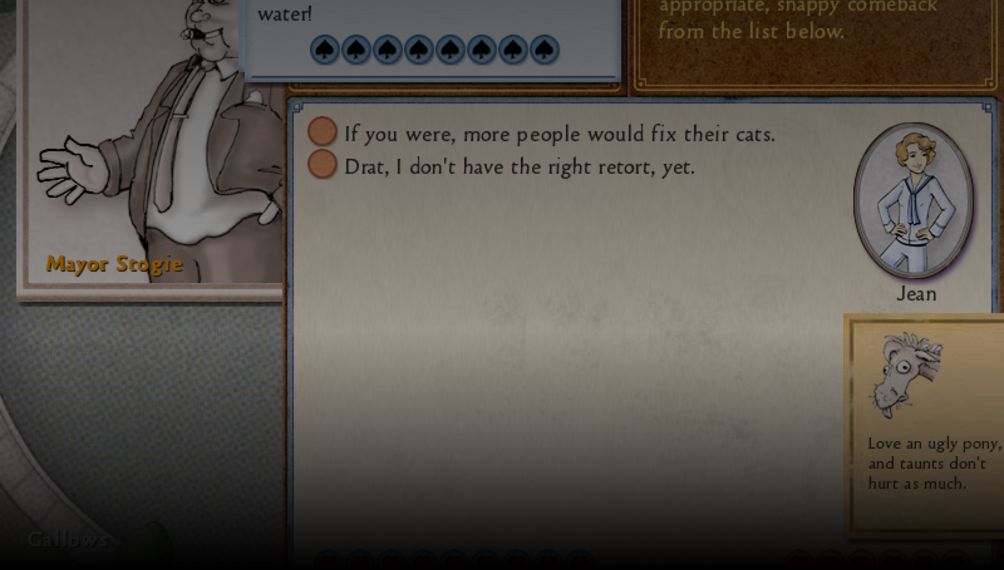 water!
appropriate, snappy comeback
from the list below.
If you were, more people would fix their cats.
Drat, I don't have the right retort, yet.
Mayor Stogie
Jean
Love an ugly pony,
and taunts don't
hurt as much.
Gallows